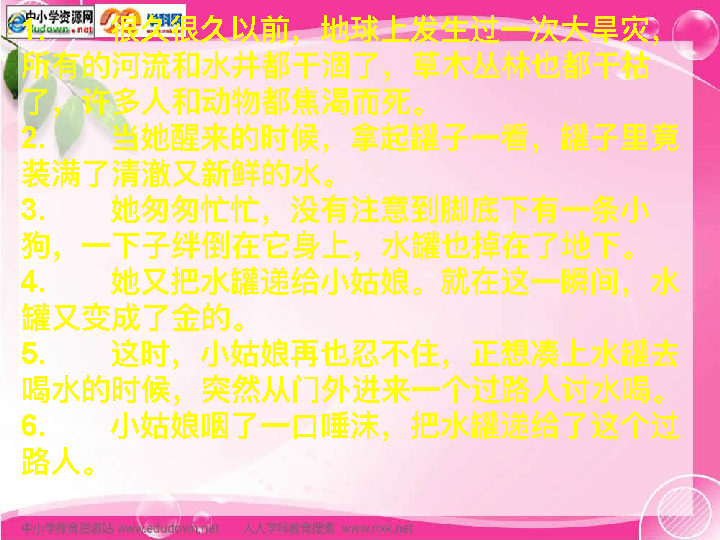 中小学资源网
edudown.net
1. 很久很久以前，地球上发生过一次大旱灾，
所有的河流和水井都干涸了，草木丛林也都干枯
了，许多人和动物都焦渴而死。
2. 当她醒来的时候，拿起罐子一看，罐子里竟
装满了清澈又新鲜的水。
3. 她匆匆忙忙，没有注意到脚底下有一条小
狗，一下子绊倒在它身上，水罐也掉在了地下。
4. 她又把水罐递给小姑娘。就在这一瞬间，水
罐又变成了金的。
5. 这时，小姑娘再也忍不住，正想凑上水罐去
喝水的时候，突然从门外进来一个过路人讨水喝。
6. 小姑娘咽了一口唾沫，把水罐递给了这个过
路人。
中小学教育资源站 www.edudown.net 人人学科教育搜索 www.rrxk.net